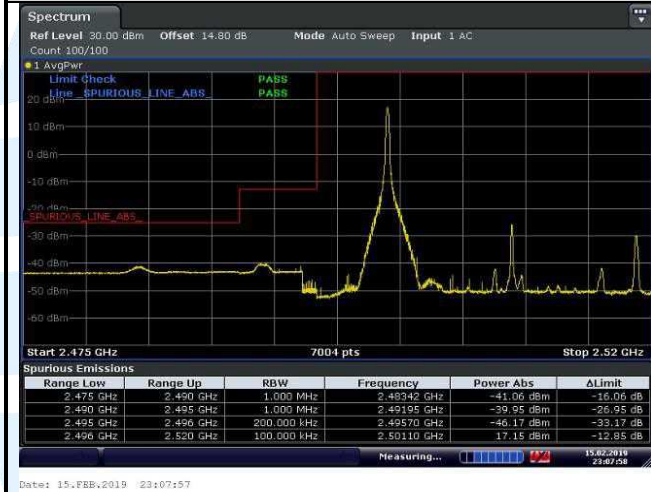 Spectrum
Ref Level 30.00 dBm Offset 14.80 dB Mode Auto Sweep Input 1 AC
Count 100/100
1 AvgPwr
Limit Check PASS
Line _SPURIOUS_LINE_ABS_ PASS
20 dBm
10 dBm
0 dBm
-10 dBm
-20 dBm
_SPURIOUS_LINE_ABS_
-30 dBm
-40 dBm
-50 dBm
-60 dBm
Start 2.475 GHz 7004 pts Stop 2.52 GHz
Spurious Emissions
Range Low Range Up RBW Frequency Power Abs ΔLimit
2.475 GHz 2.490 GHz 1.000 MHz 2.48342 GHz -41.06 dBm -16.06 dB
2.490 GHz 2.495 GHz 1.000 MHz 2.49195 GHz -39.95 dBm -26.95 dB
2.495 GHz 2.496 GHz 200.000 kHz 2.49570 GHz -46.17 dBm -33.17 dB
2.496 GHz 2.520 GHz 100.000 kHz 2.50110 GHz 17.15 dBm -12.85 dB
Measuring... 15.02.2019
23:07:58
Date: 15.FEB.2019 23:07:57